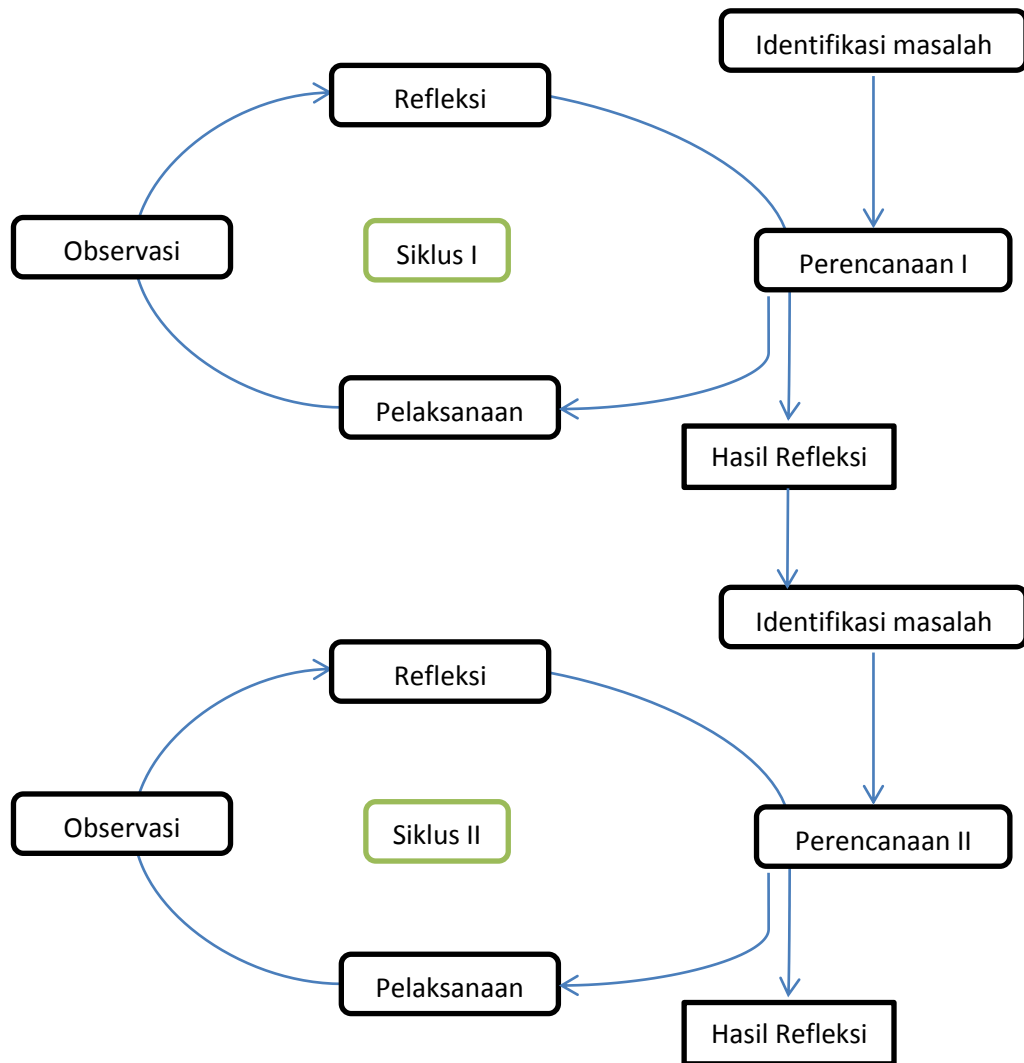 Identifikasi masalah
Refleksi
Observasi
Siklus I
Perencanaan I
Pelaksanaan
Hasil Refleksi
Identifikasi masalah
Refleksi
Observasi
Siklus II
Perencanaan II
Pelaksanaan
Hasil Refleksi